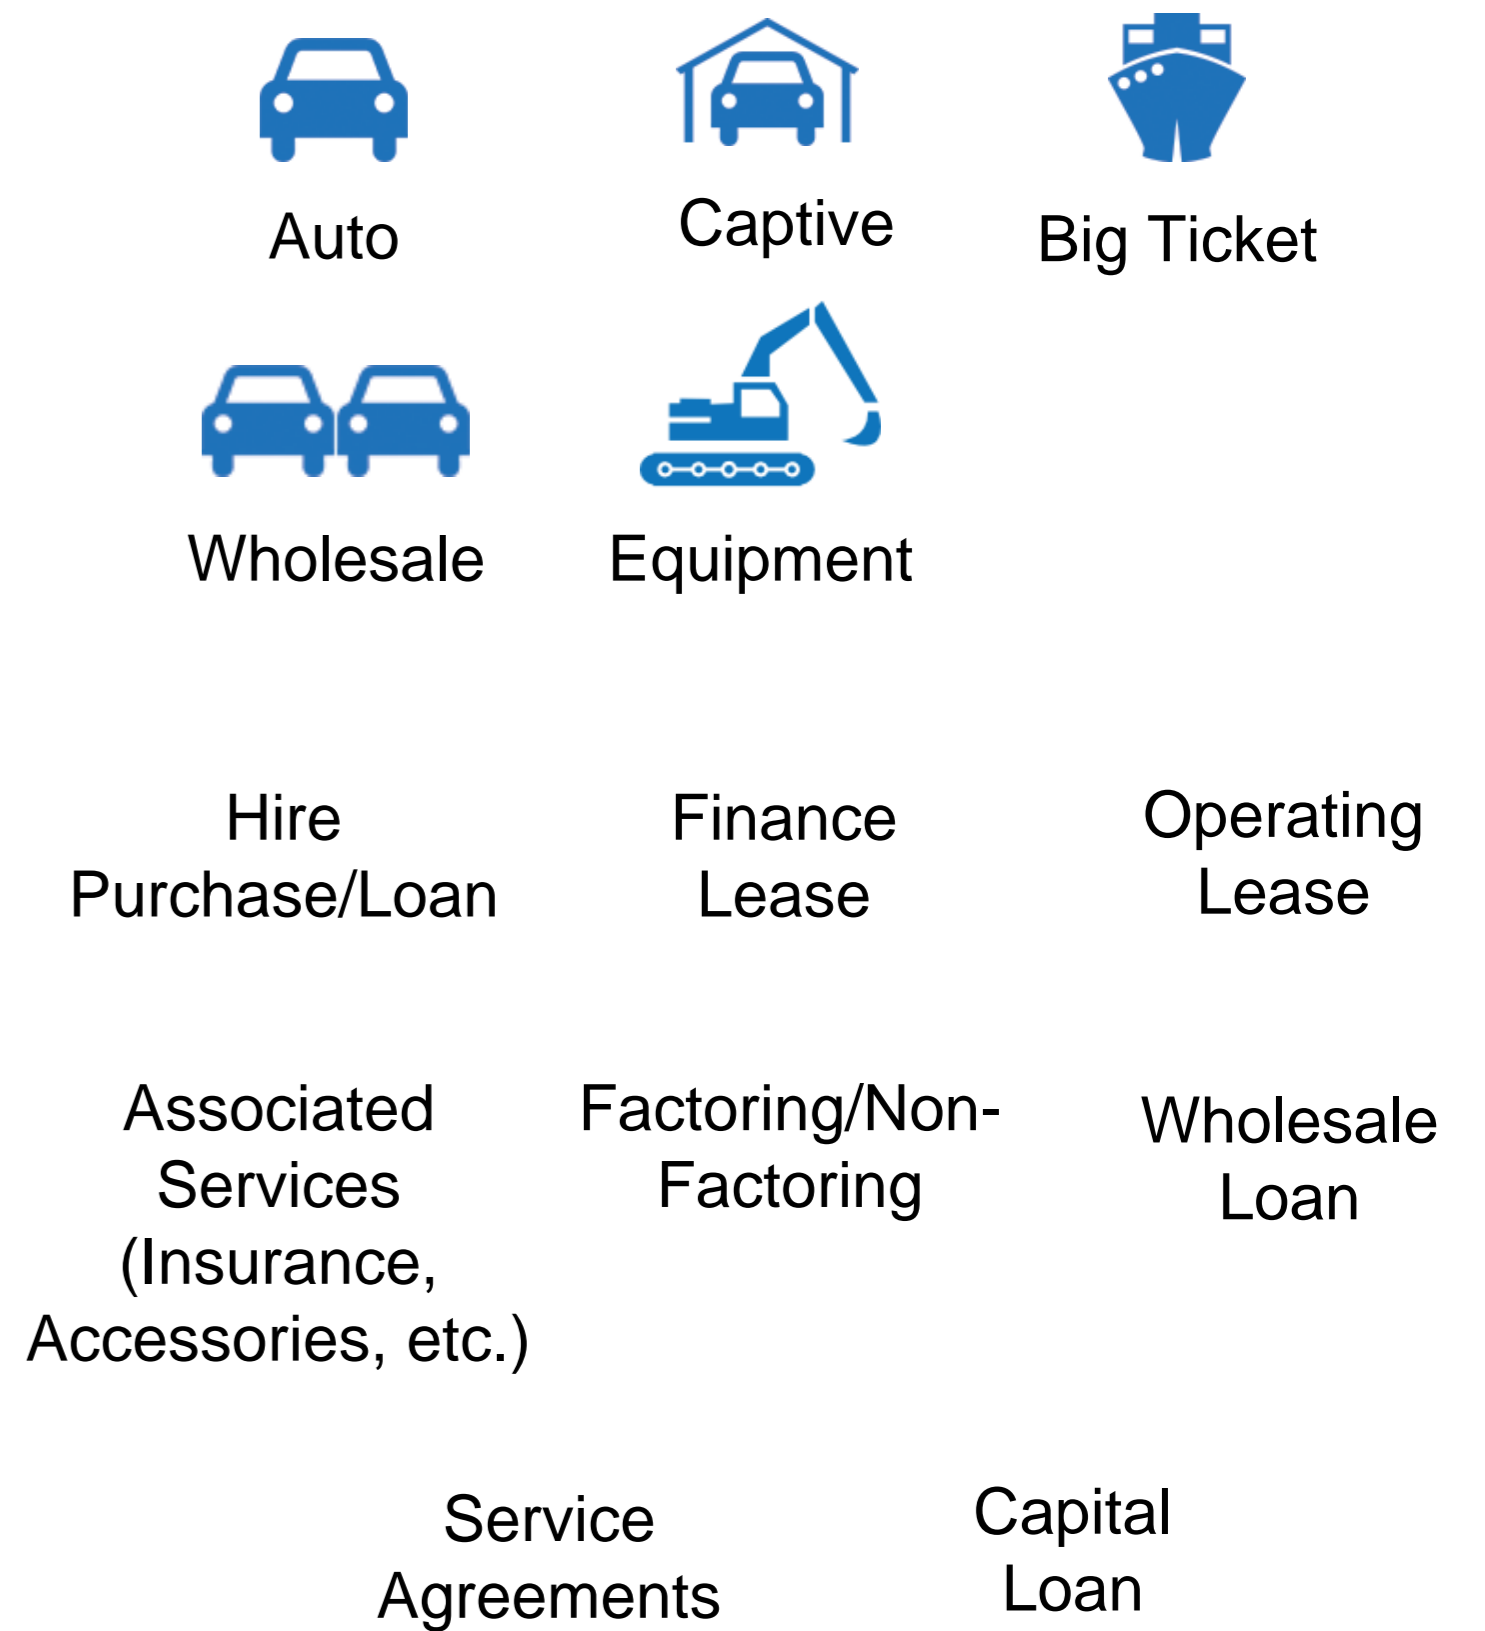 Auto
Captive
Big Ticket
Wholesale
Equipment
Hire
Purchase/Loan
Finance
Lease
Operating
Lease
Associated
Services
(Insurance,
Accessories, etc.)
Factoring/Non-
Factoring
Wholesale
Loan
Service
Agreements
Capital
Loan